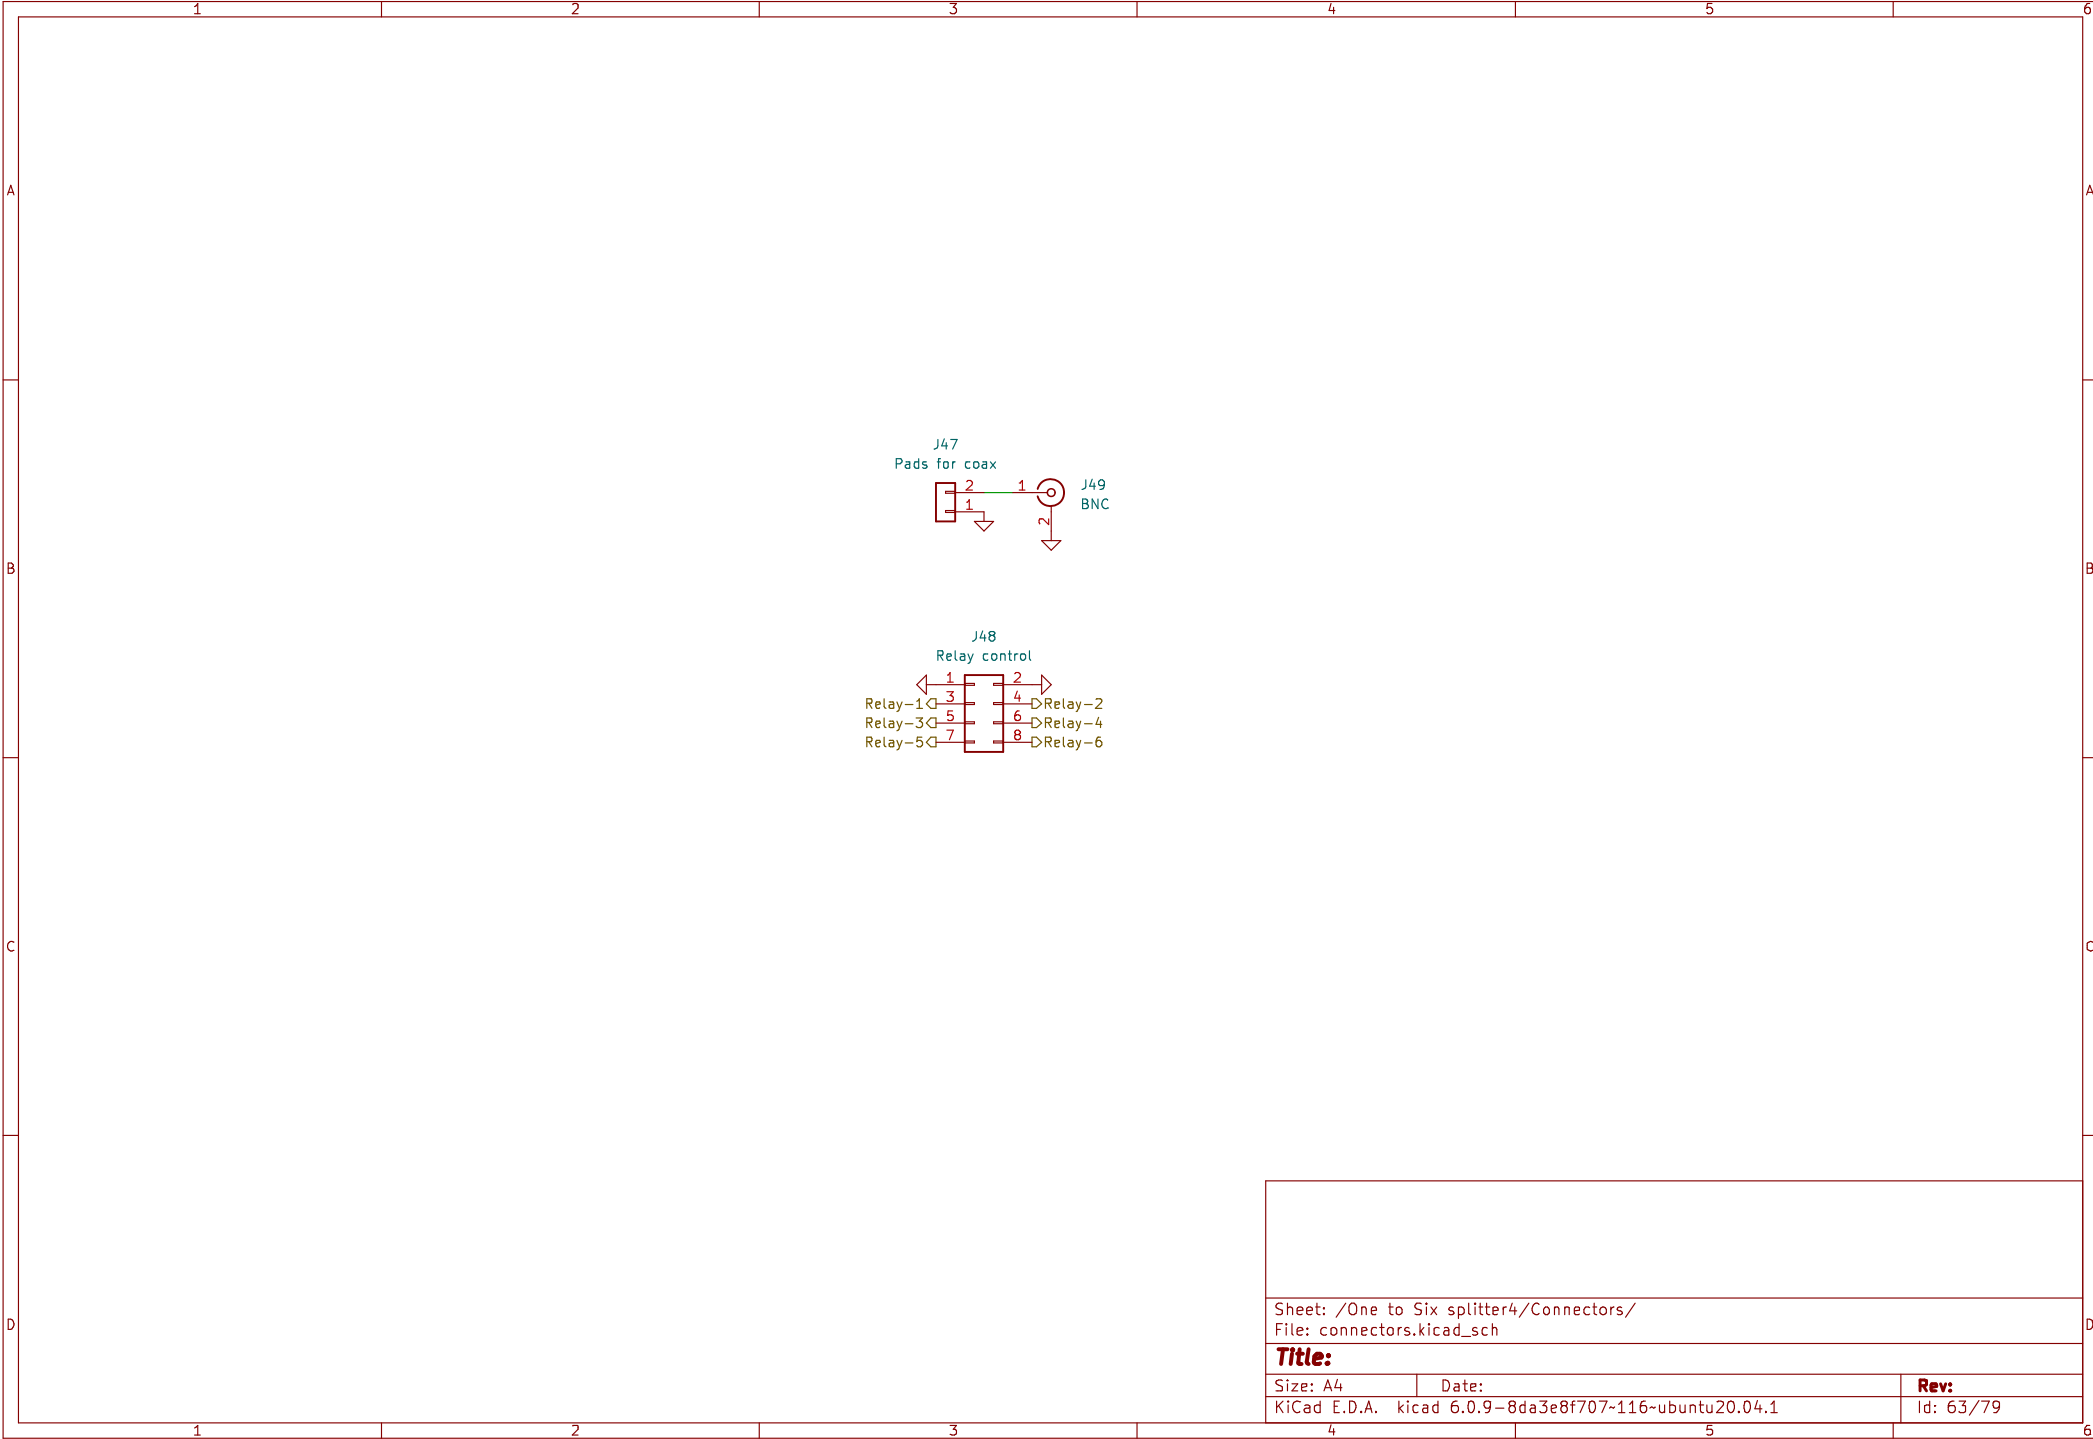 1 2 3 4 5 6
A A
J47
Pads for coax
2 1
J49
BNC
1
2
B B
J48
Relay control
1 2
Relay-1 3 4 Relay-2
Relay-3 5 6 Relay-4
Relay-5 7 8 Relay-6
C C
Sheet: /One to Six splitter4/Connectors/
D D
File: connectors.kicad_sch
Title:
Size: A4 Date: Rev:
KiCad E.D.A. kicad 6.0.9-8da3e8f707~116~ubuntu20.04.1 Id: 63/79
1 2 3 4 5 6